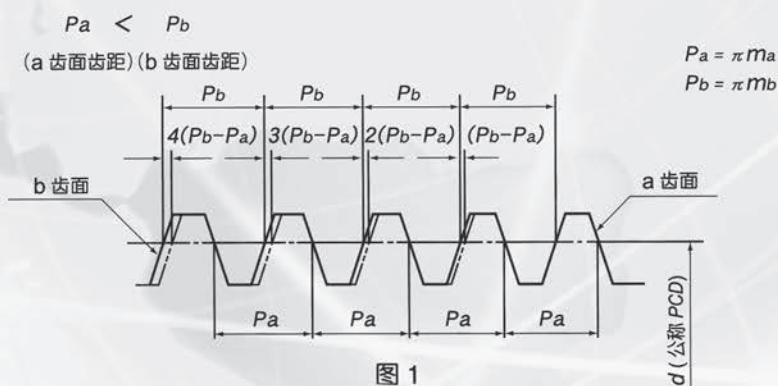 Pa < Pb
(a 齿面齿距)(b 齿面齿距)
Pa = πma
Pb = πmb
Pb Pb Pb Pb
4(Pb-Pa) 3(Pb-Pa) 2(Pb-Pa) (Pb-Pa)
b 齿面
a 齿面
Pa Pa Pa Pa
d (公称 PCD)
图 1